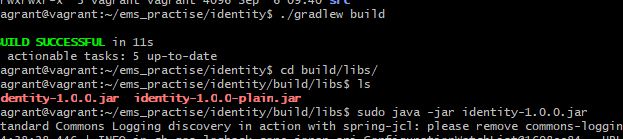 rwxrwxr-x 5 vagrant vagrant 4096 Sep 6 09:40 src
agrant@vagrant:~/ems_practise/identity$ ./gradlew build
UILD SUCCESSFUL in 11s
actionable tasks: 5 up-to-date
agrant@vagrant:~/ems_practise/identity$ cd build/libs/
agrant@vagrant:~/ems_practise/identity/build/libs$ ls
dentity-1.0.0.jar identity-1.0.0-plain.jar
agrant@vagrant:~/ems_practise/identity/build/libs$ sudo java -jar identity-1.0.0.jar
tandard Commons Logging discovery in action with spring-jcl: please remove commons-loggin